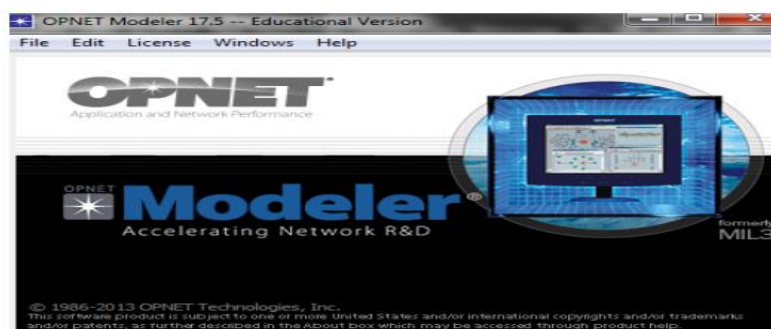 OPNET Modeler 17.5 -- Educational Version
File Edit License Windows Help
OPNET
Application and Network Performance
OPNET
Modeler®
Accelerating Network R&D
formerly
MIL3
© 1986-2013 OPNET Technologies, Inc.
This software product is subject to one or more United States and/or international copyrights and/or trademarks
and/or patents, as further described in the About box which may be accessed through product help.